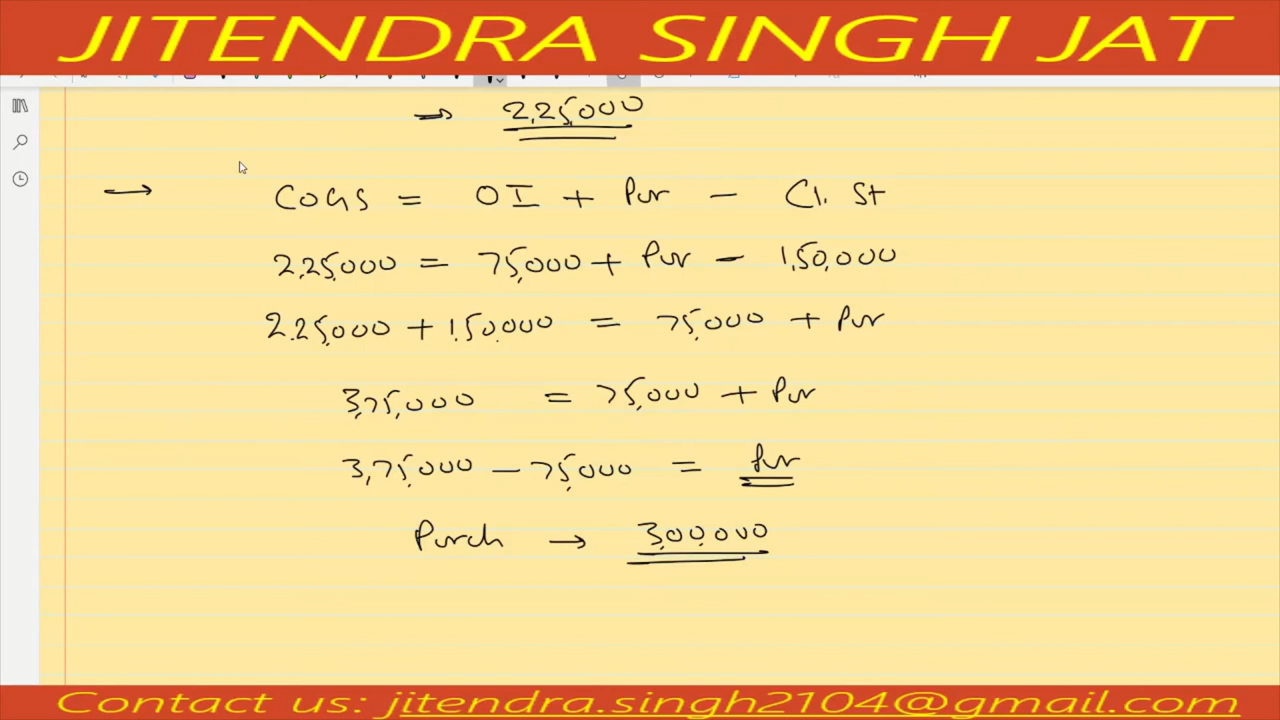 JITENDRA SINGH JAT
→ 2,25,000
→ COGS = OI + Pur - Cl. St
2,25,000 = 75,000 + Pur - 1,50,000
2,25,000 + 1,50,000 = 75,000 + Pur
3,75,000 = 75,000 + Pur
3,75,000 - 75,000 = Pur
Purch → 3,00,000
Contact us: jitendra.singh2104@gmail.com